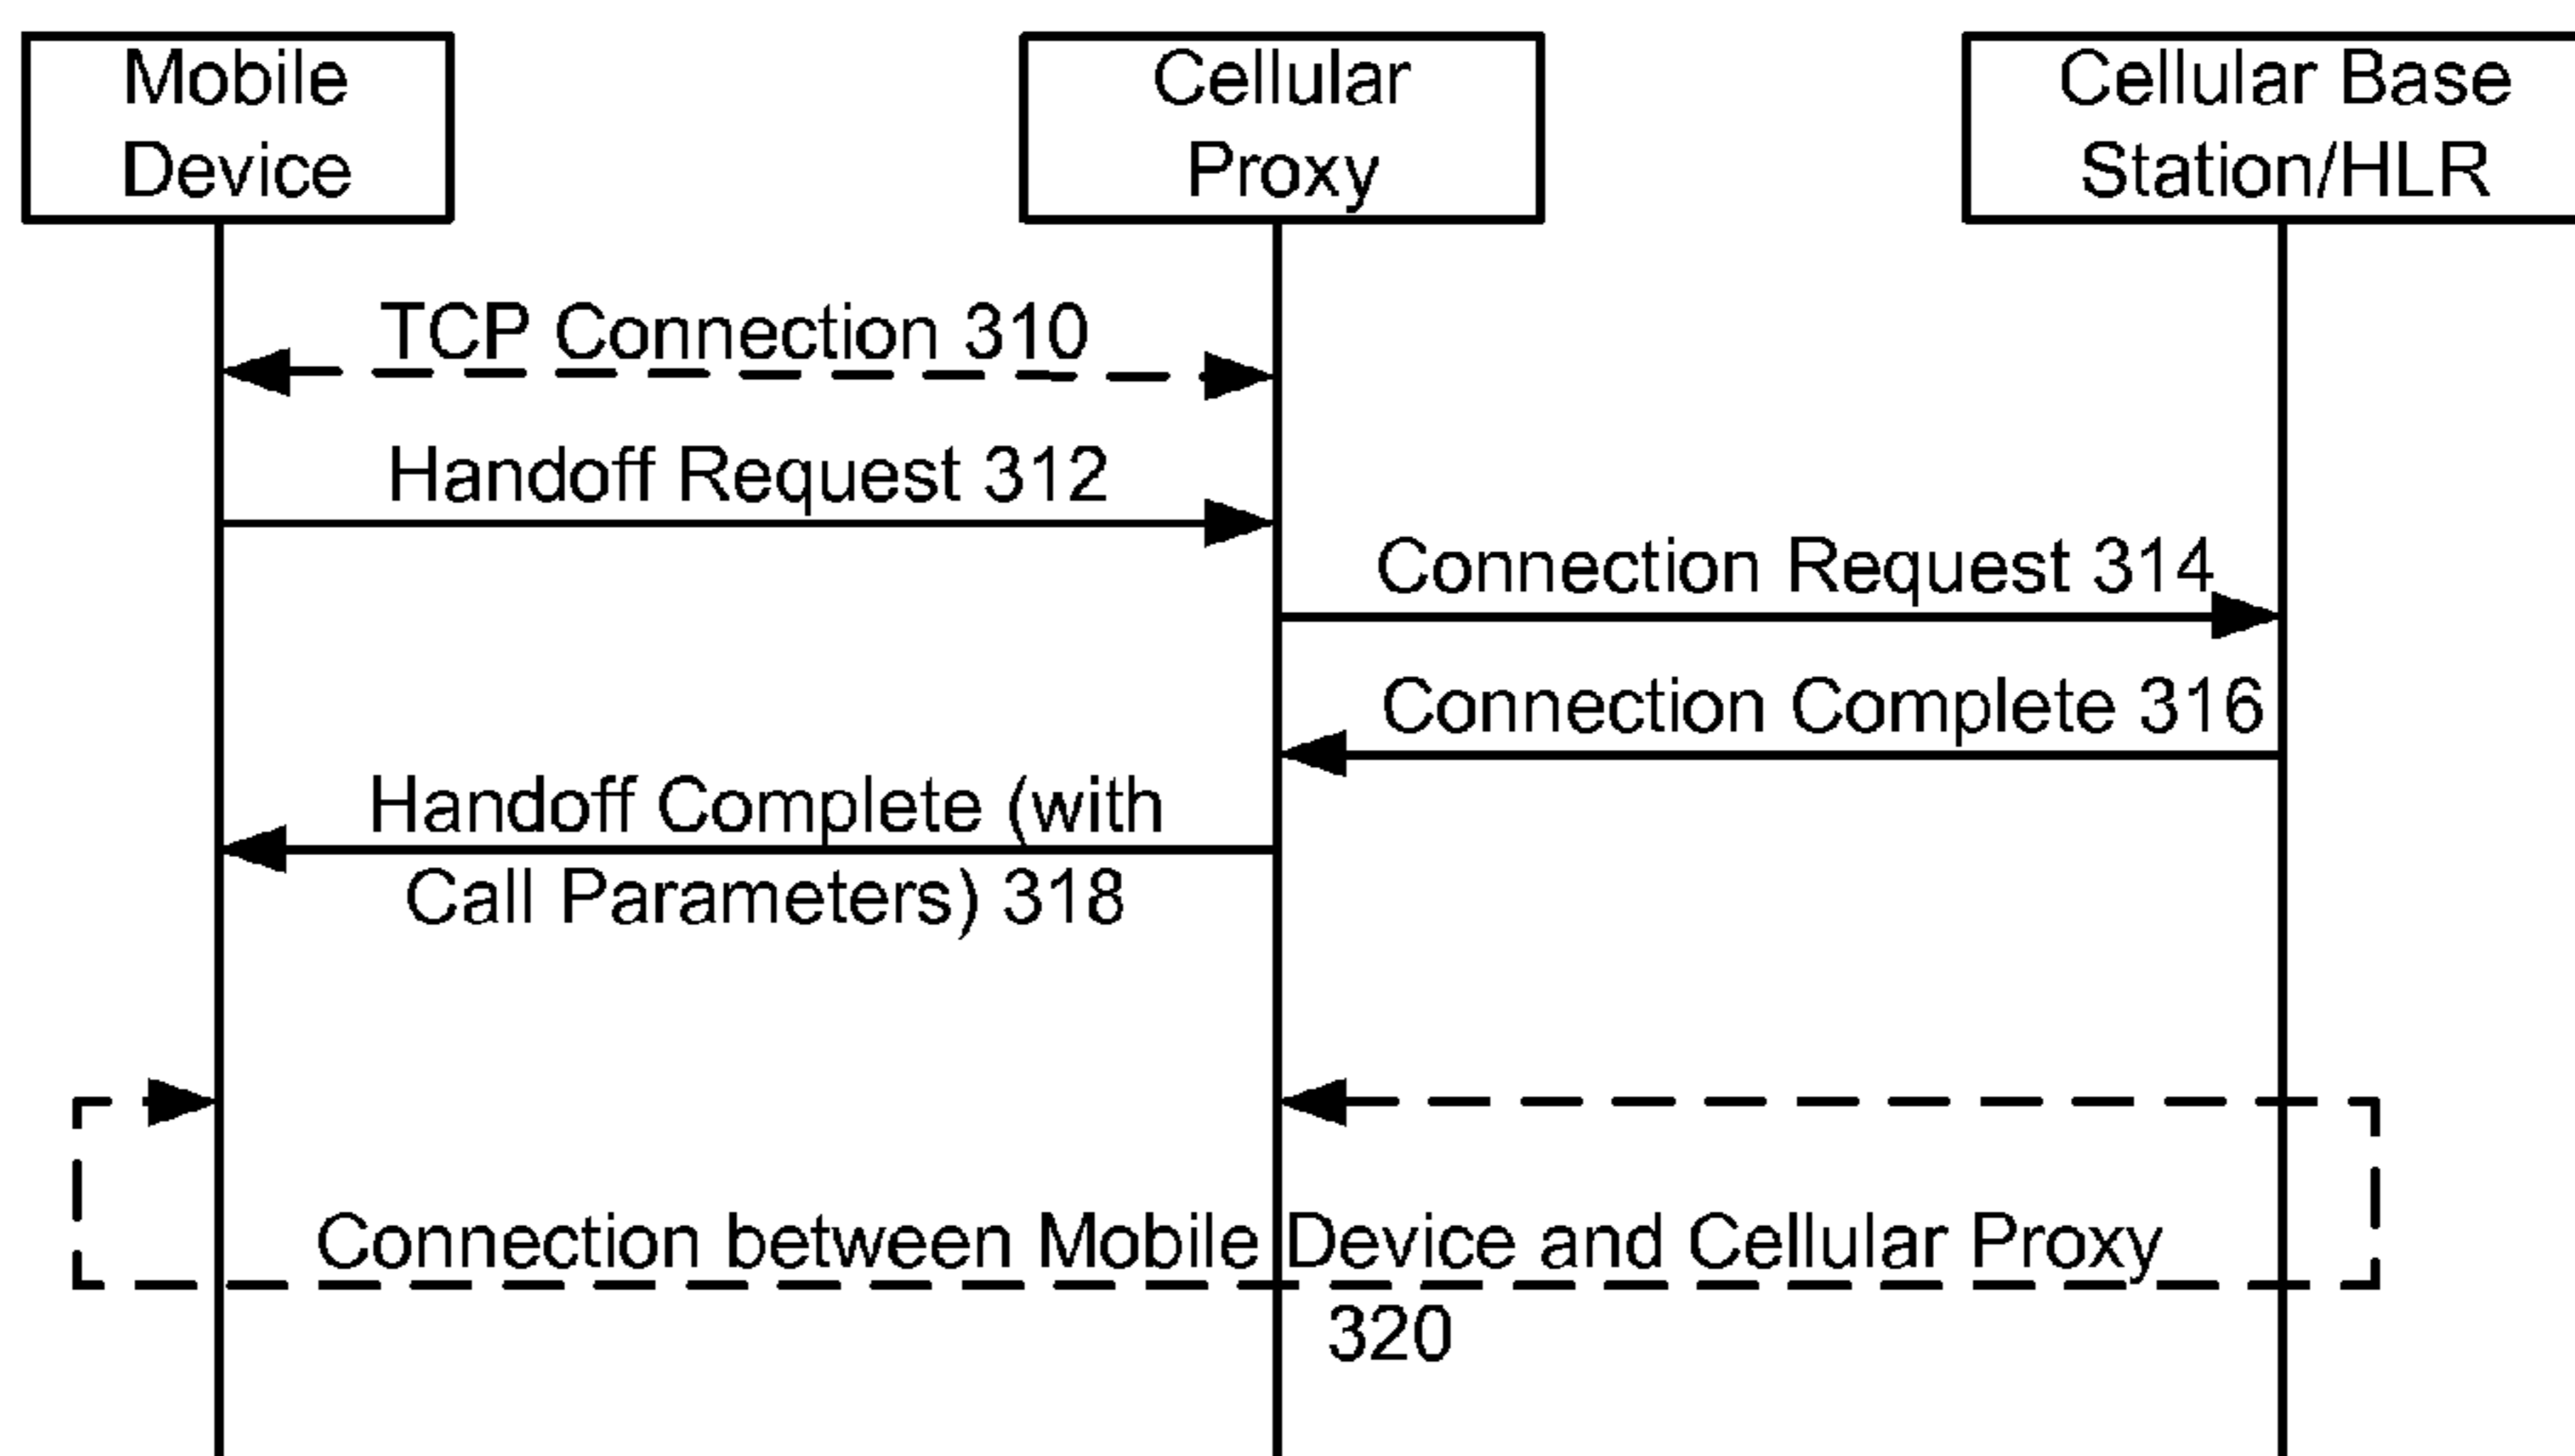 Mobile
Device
Cellular
Proxy
Cellular Base
Station/HLR
TCP Connection 310
Handoff Request 312
Connection Request 314
Connection Complete 316
Handoff Complete (with
Call Parameters) 318
Connection between Mobile Device and Cellular Proxy
320